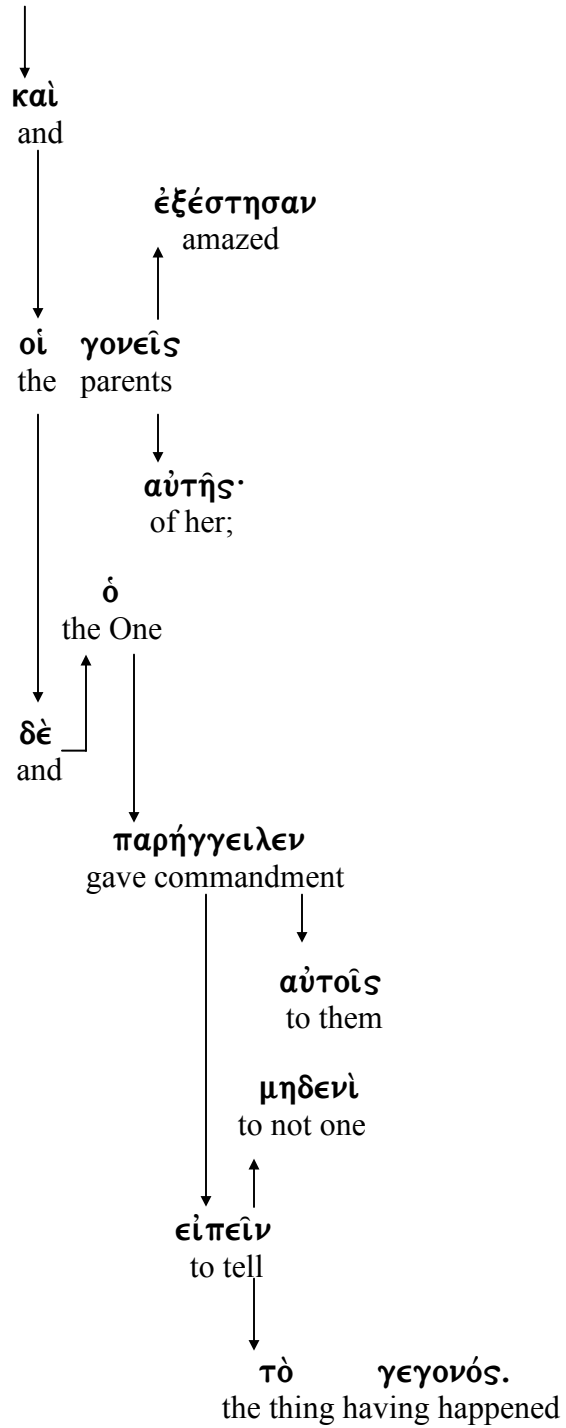 καὶ
and
ἐξέστησαν
amazed
οἱ γονεῖς
the parents
αὐτῆς·
of her;
ὁ
the One
δὲ
and
παρήγγειλεν
gave commandment
αὐτοῖς
to them
μηδενὶ
to not one
εἰπεῖν
to tell
τὸ γεγονός.
the thing having happened